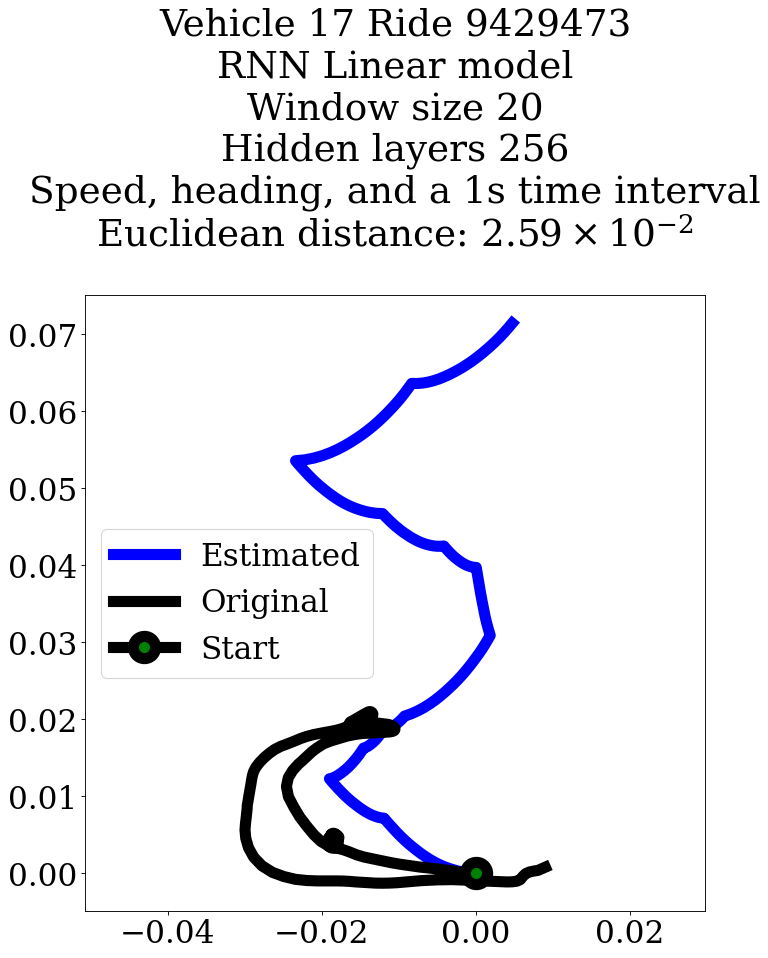 Vehicle 17 Ride 9429473
RNN Linear model
Window size 20
Hidden layers 256
Speed, heading, and a 1s time interval
Euclidean distance: 2.59 × 10⁻²
0.07
0.06
0.05
Estimated
0.04
Original
0.03
Start
0.02
0.01
0.00
−0.04 −0.02 0.00 0.02